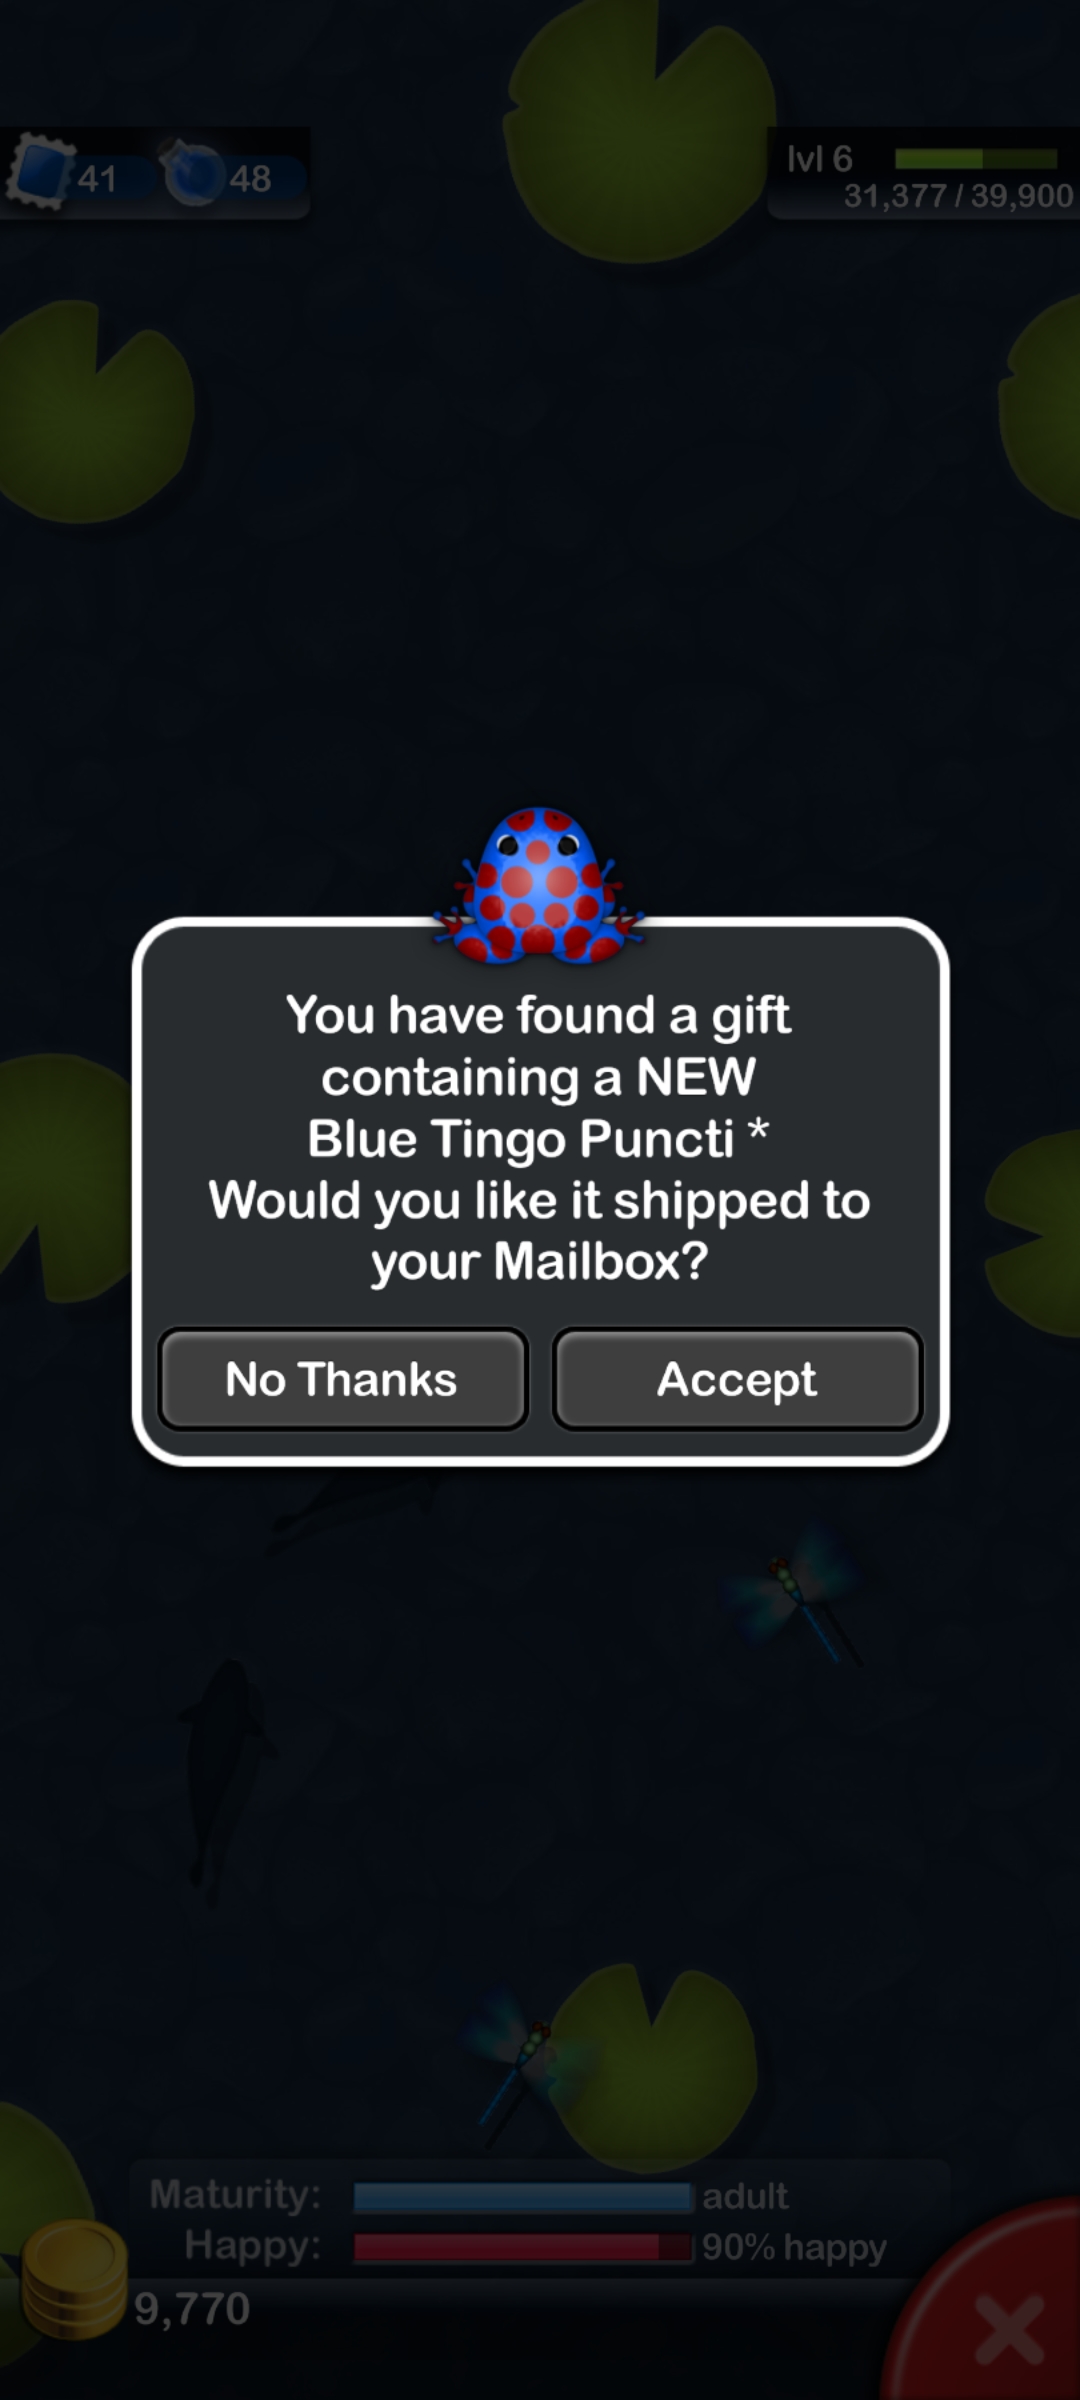 41
48
lvl 6
31,377 / 39,900
You have found a gift
containing a NEW
Blue Tingo Puncti *
Would you like it shipped to
your Mailbox?
No Thanks
Accept
Maturity:
adult
Happy:
90% happy
9,770